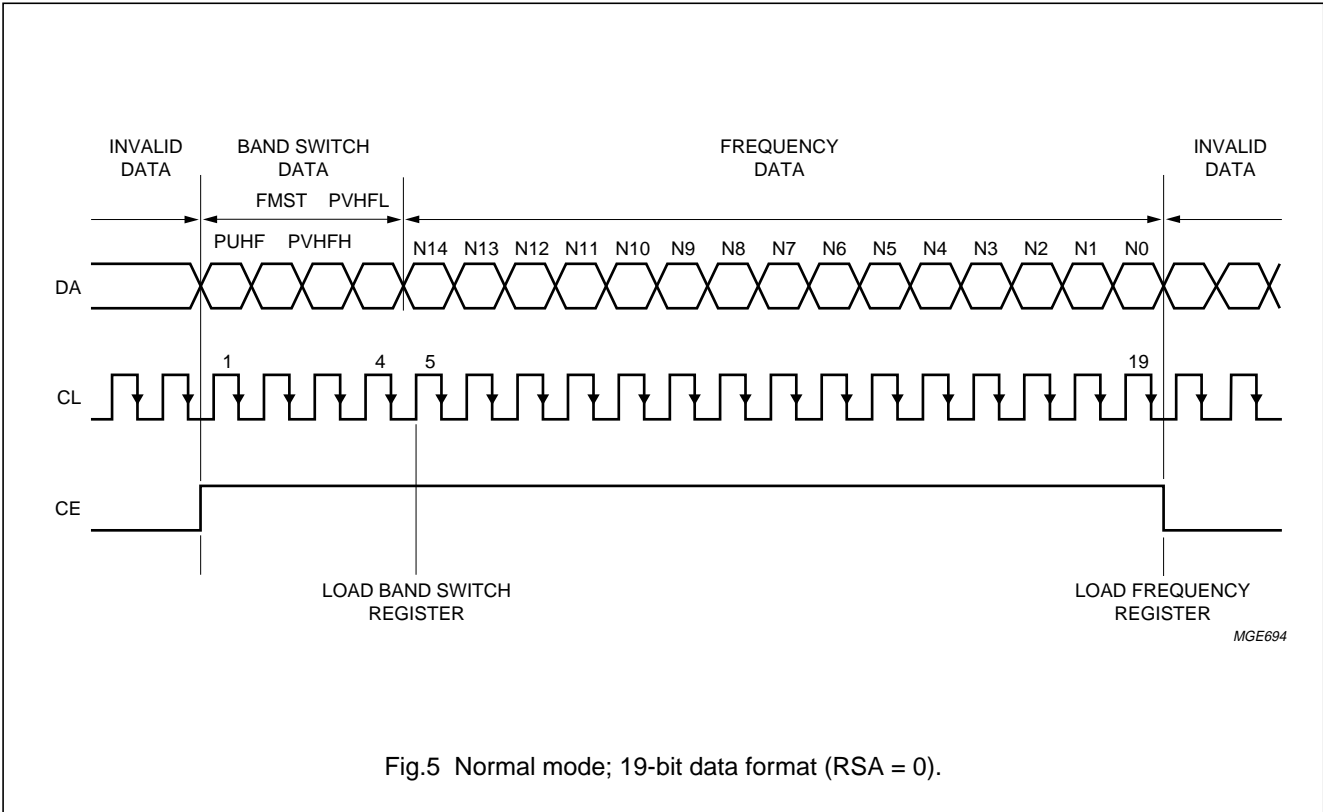 INVALID DATA
BAND SWITCH DATA
FREQUENCY DATA
INVALID DATA
FMST PVHFL
PUHF PVHFH
N14 N13 N12 N11 N10 N9 N8 N7 N6 N5 N4 N3 N2 N1 N0
DA
1 4 5 19
CL
CE
LOAD BAND SWITCH
REGISTER
LOAD FREQUENCY
REGISTER
MGE694
Fig.5 Normal mode; 19-bit data format (RSA = 0).